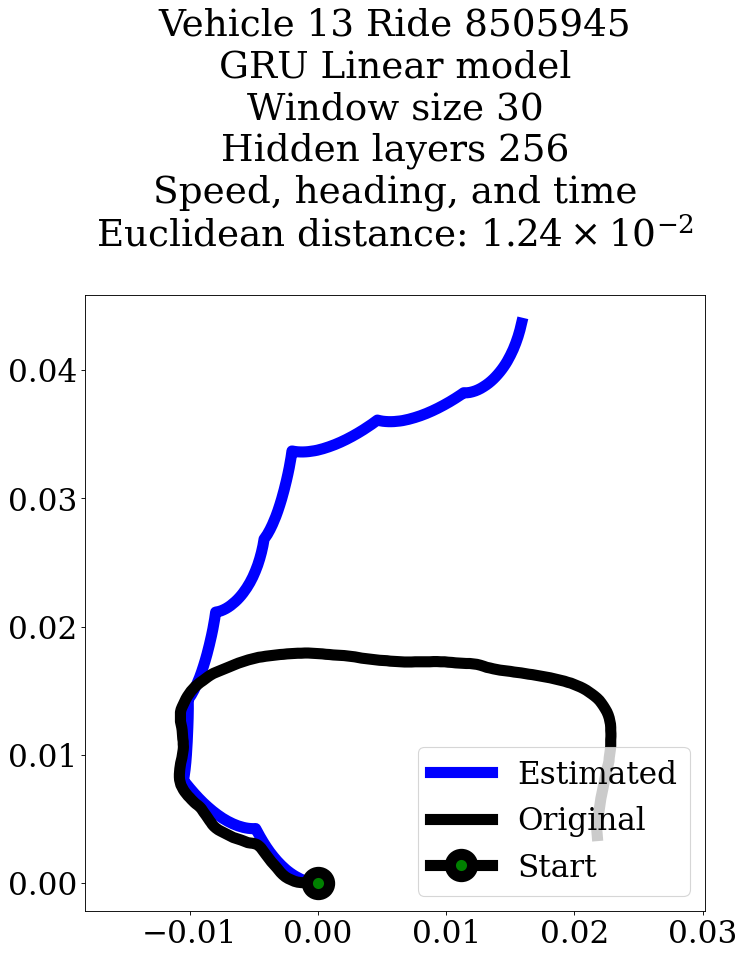 Vehicle 13 Ride 8505945
GRU Linear model
Window size 30
Hidden layers 256
Speed, heading, and time
Euclidean distance: 1.24 × 10⁻²
0.04
0.03
0.02
0.01
0.00
−0.01 0.00 0.01 0.02 0.03
Estimated
Original
Start